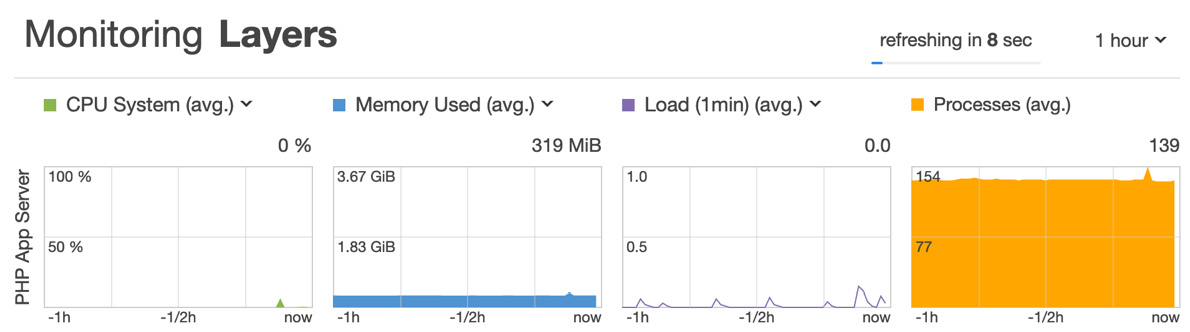 Monitoring Layers
refreshing in 8 sec
1 hour
CPU System (avg.)
Memory Used (avg.)
Load (1min) (avg.)
Processes (avg.)
0 %
319 MiB
0.0
139
PHP App Server
100 %
50 %
-1h
-1/2h
now
3.67 GiB
1.83 GiB
-1h
-1/2h
now
1.0
0.5
-1h
-1/2h
now
154
77
-1h
-1/2h
now